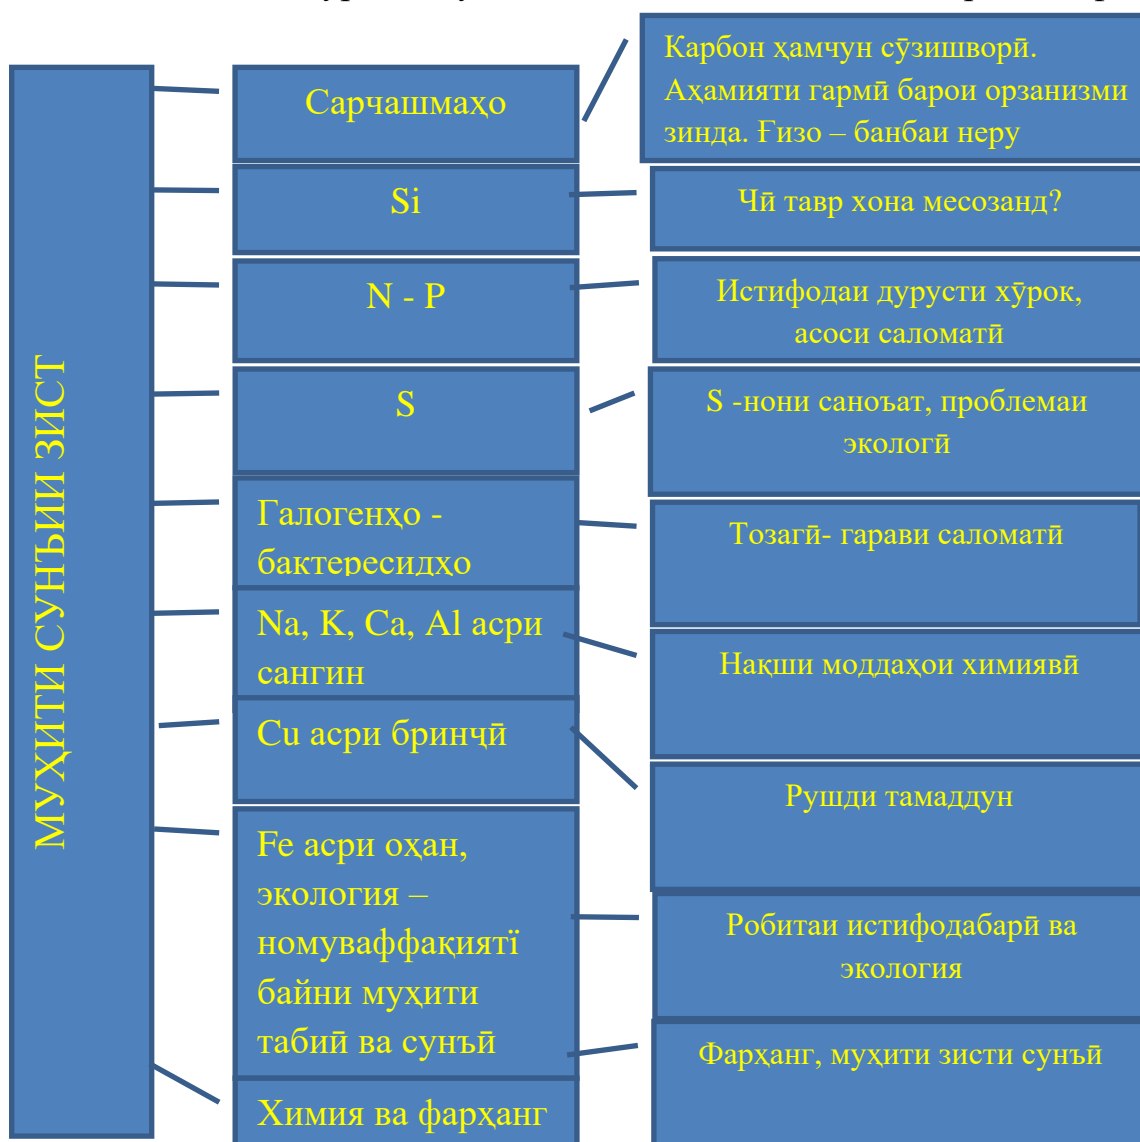 МУҲИТИ СУНЪИИ ЗИСТ
Сарчашмаҳо
Карбон ҳамчун сӯзишворӣ.
Аҳамияти гармӣ барои орзанизми
зинда. Ғизо – банбаи неру
Si
Чӣ тавр хона месозанд?
N - P
Истифодаи дурусти хӯрок,
асоси саломатӣ
S
S -нони саноъат, проблемаи
экологӣ
Галогенҳо -
бактересидҳо
Тозагӣ- гарави саломатӣ
Na, K, Ca, Al асри
сангин
Нақши моддаҳои химиявӣ
Cu асри бринҷӣ
Рушди тамаддун
Fe асри оҳан,
экология –
номуваффақиятї
байни муҳити
табиӣ ва сунъӣ
Робитаи истифодабарӣ ва
экология
Химия ва фарҳанг
Фарҳанг, муҳити зисти сунъӣ